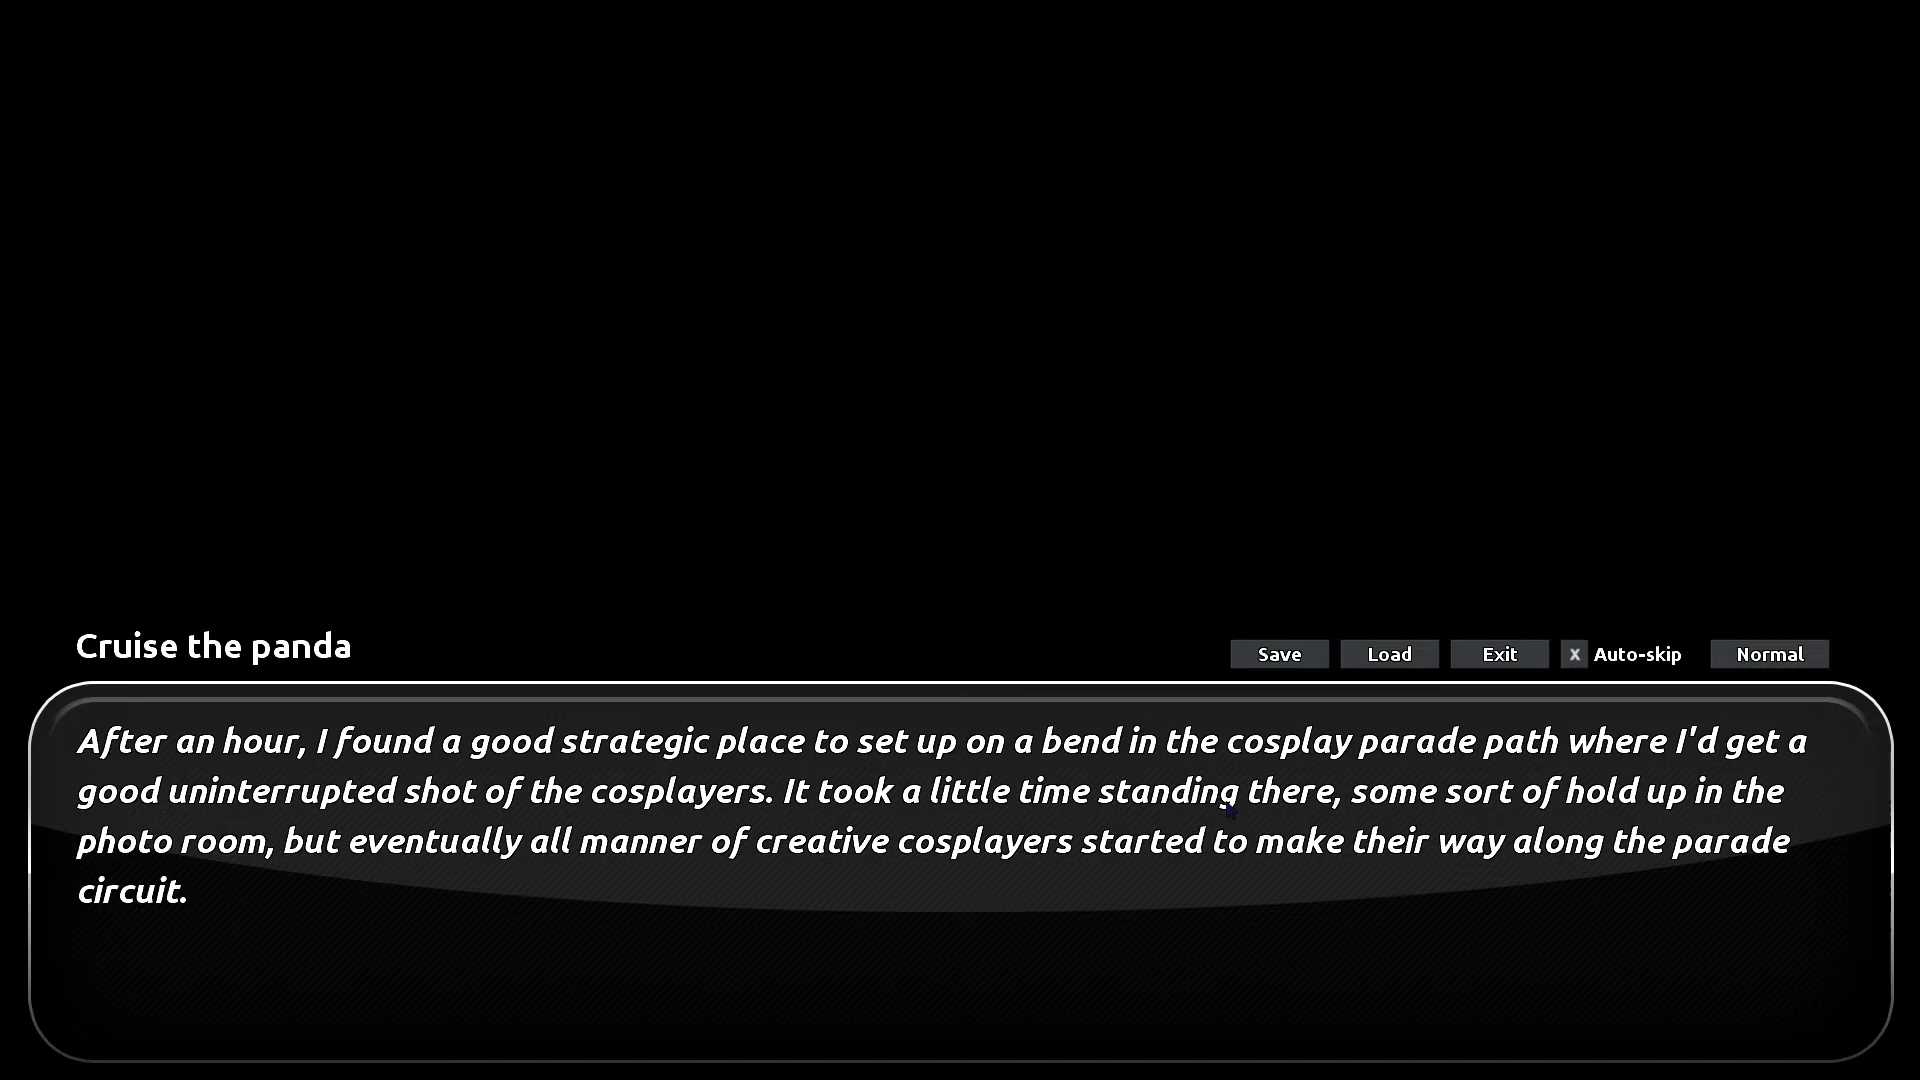 Cruise the panda
Save Load Exit x Auto-skip Normal
After an hour, I found a good strategic place to set up on a bend in the cosplay parade path where I'd get a
good uninterrupted shot of the cosplayers. It took a little time standing there, some sort of hold up in the
photo room, but eventually all manner of creative cosplayers started to make their way along the parade
circuit.